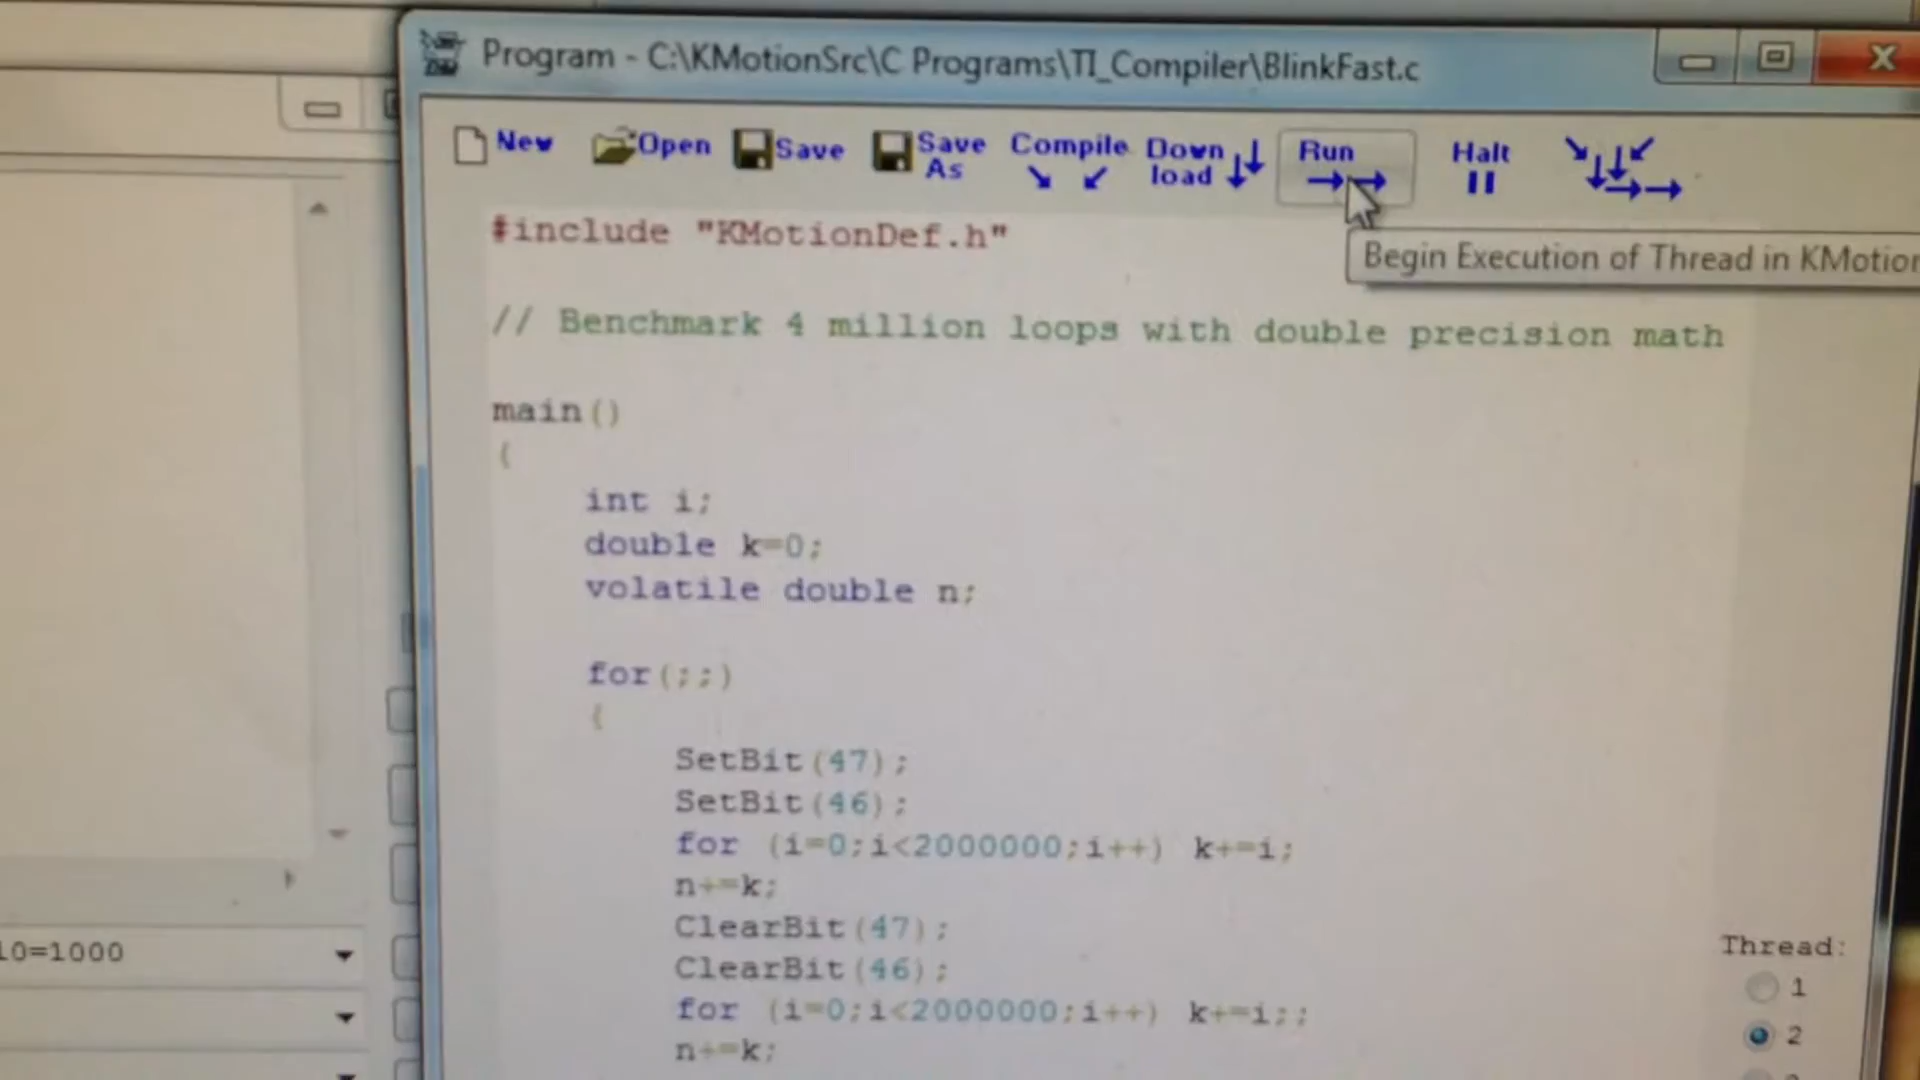 Program - C:\KMotionSrc\C Programs\TI_Compiler\BlinkFast.c
New Open Save Save As Compile Down load Run Halt
#include "KMotionDef.h"
Begin Execution of Thread in KMotion
// Benchmark 4 million loops with double precision math
main()
{
int i;
double k=0;
volatile double n;
for(;;)
{
SetBit(47);
SetBit(46);
for (i=0;i<2000000;i++) k+=i;
n+=k;
ClearBit(47);
ClearBit(46);
for (i=0;i<2000000;i++) k+=i;;
n+=k;
10=1000
Thread:
1
2